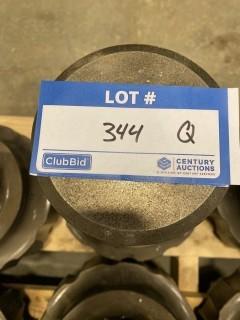 LOT #
344 Q
ClubBid
CENTURY
AUCTIONS